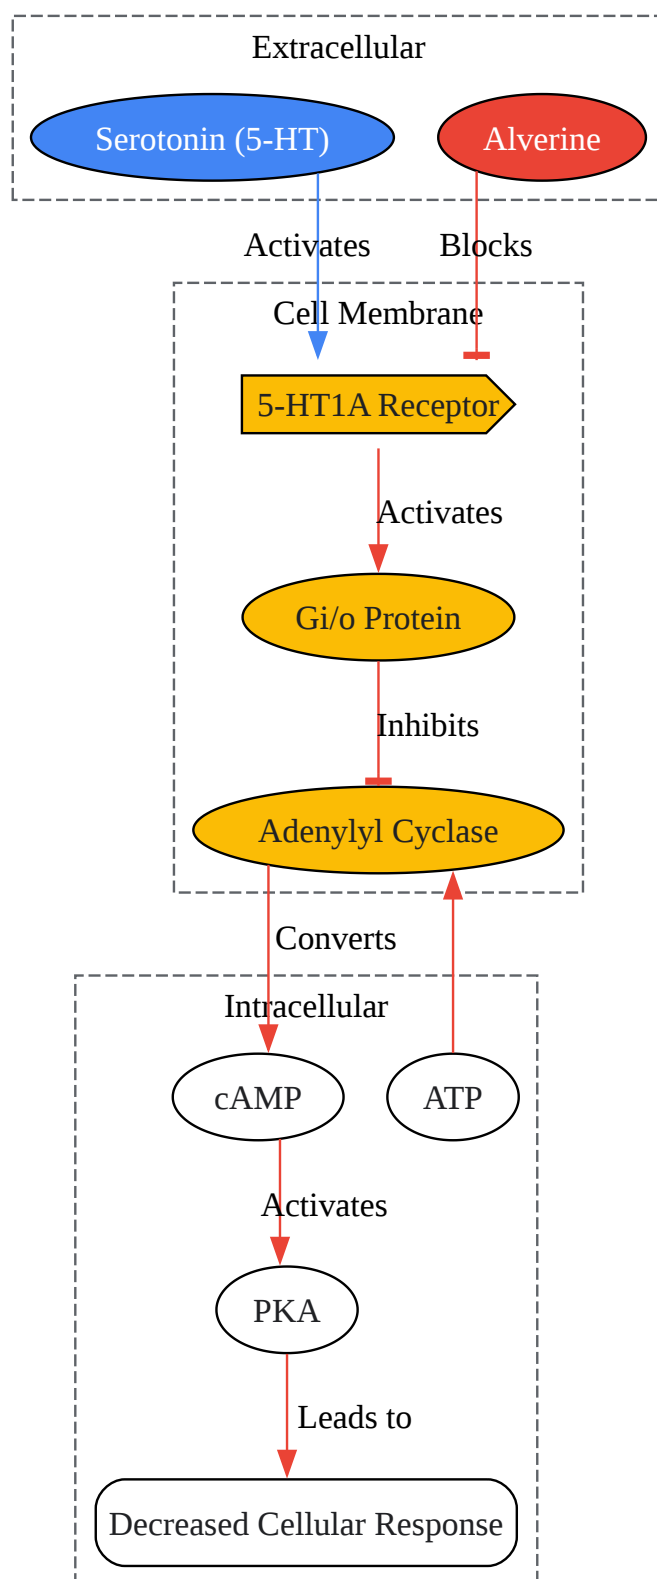 Extracellular
Serotonin (5-HT)
Alverine
Activates
Blocks
Cell Membrane
5-HT1A Receptor
Activates
Gi/o Protein
Inhibits
Adenylyl Cyclase
Converts
Intracellular
cAMP
ATP
Activates
PKA
Leads to
Decreased Cellular Response